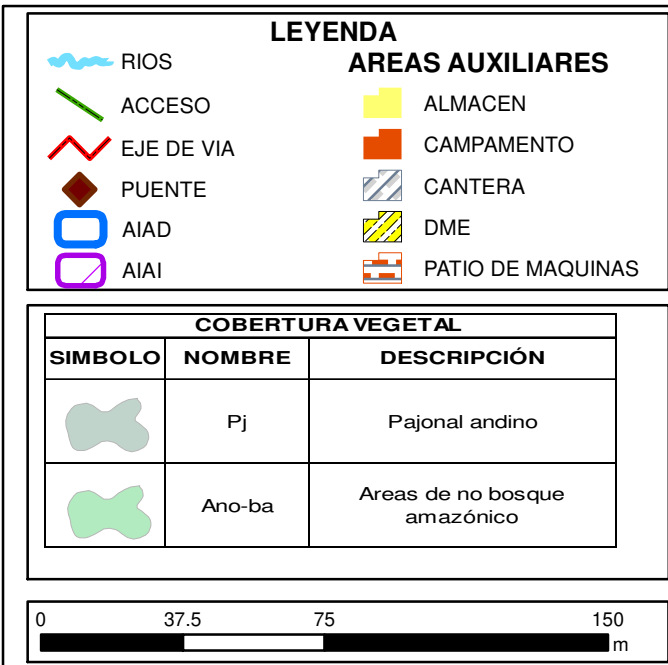 LEYENDA
RIOS
ACCESO
EJE DE VIA
PUENTE
AIAD
AIAI
AREAS AUXILIARES
ALMACEN
CAMPAMENTO
CANTERA
DME
PATIO DE MAQUINAS
COBERTURA VEGETAL
SIMBOLO NOMBRE DESCRIPCIÓN
Pj Pajonal andino
Ano-ba Areas de no bosque
amazónico
0 37.5 75 150
m